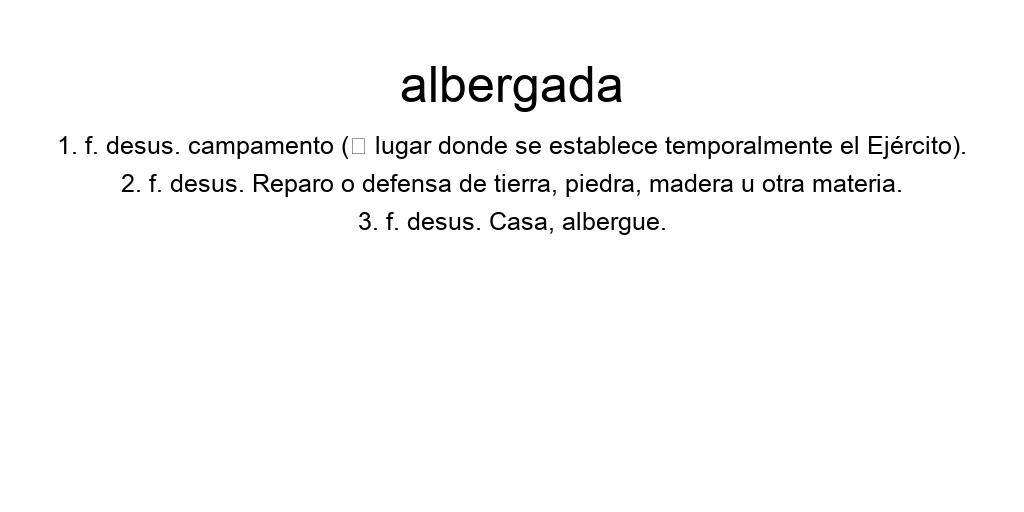 albergada
1. f. desus. campamento (□ lugar donde se establece temporalmente el Ejército).
2. f. desus. Reparo o defensa de tierra, piedra, madera u otra materia.
3. f. desus. Casa, albergue.